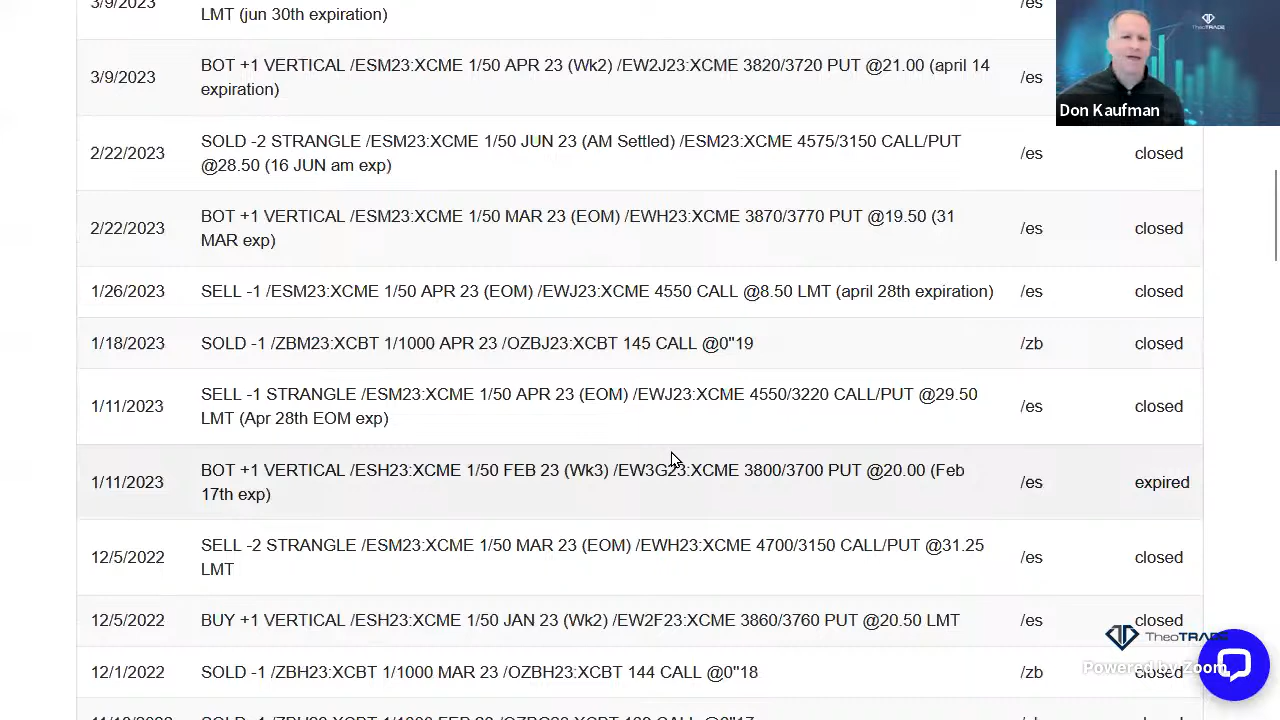 3/9/2023
LMT (jun 30th expiration)
/es
3/9/2023
BOT +1 VERTICAL /ESM23:XCME 1/50 APR 23 (Wk2) /EW2J23:XCME 3820/3720 PUT @21.00 (april 14
expiration)
/es
Don Kaufman
TheoTRADE
2/22/2023
SOLD -2 STRANGLE /ESM23:XCME 1/50 JUN 23 (AM Settled) /ESM23:XCME 4575/3150 CALL/PUT
@28.50 (16 JUN am exp)
/es
closed
2/22/2023
BOT +1 VERTICAL /ESM23:XCME 1/50 MAR 23 (EOM) /EWH23:XCME 3870/3770 PUT @19.50 (31
MAR exp)
/es
closed
1/26/2023
SELL -1 /ESM23:XCME 1/50 APR 23 (EOM) /EWJ23:XCME 4550 CALL @8.50 LMT (april 28th expiration)
/es
closed
1/18/2023
SOLD -1 /ZBM23:XCBT 1/1000 APR 23 /OZBJ23:XCBT 145 CALL @0"19
/zb
closed
1/11/2023
SELL -1 STRANGLE /ESM23:XCME 1/50 APR 23 (EOM) /EWJ23:XCME 4550/3220 CALL/PUT @29.50
LMT (Apr 28th EOM exp)
/es
closed
1/11/2023
BOT +1 VERTICAL /ESH23:XCME 1/50 FEB 23 (Wk3) /EW3G23:XCME 3800/3700 PUT @20.00 (Feb
17th exp)
/es
expired
12/5/2022
SELL -2 STRANGLE /ESM23:XCME 1/50 MAR 23 (EOM) /EWH23:XCME 4700/3150 CALL/PUT @31.25
LMT
/es
closed
12/5/2022
BUY +1 VERTICAL /ESH23:XCME 1/50 JAN 23 (Wk2) /EW2F23:XCME 3860/3760 PUT @20.50 LMT
/es
closed
TheoTRADE
12/1/2022
SOLD -1 /ZBH23:XCBT 1/1000 MAR 23 /OZBH23:XCBT 144 CALL @0"18
/zb
closed
Powered by Zoom